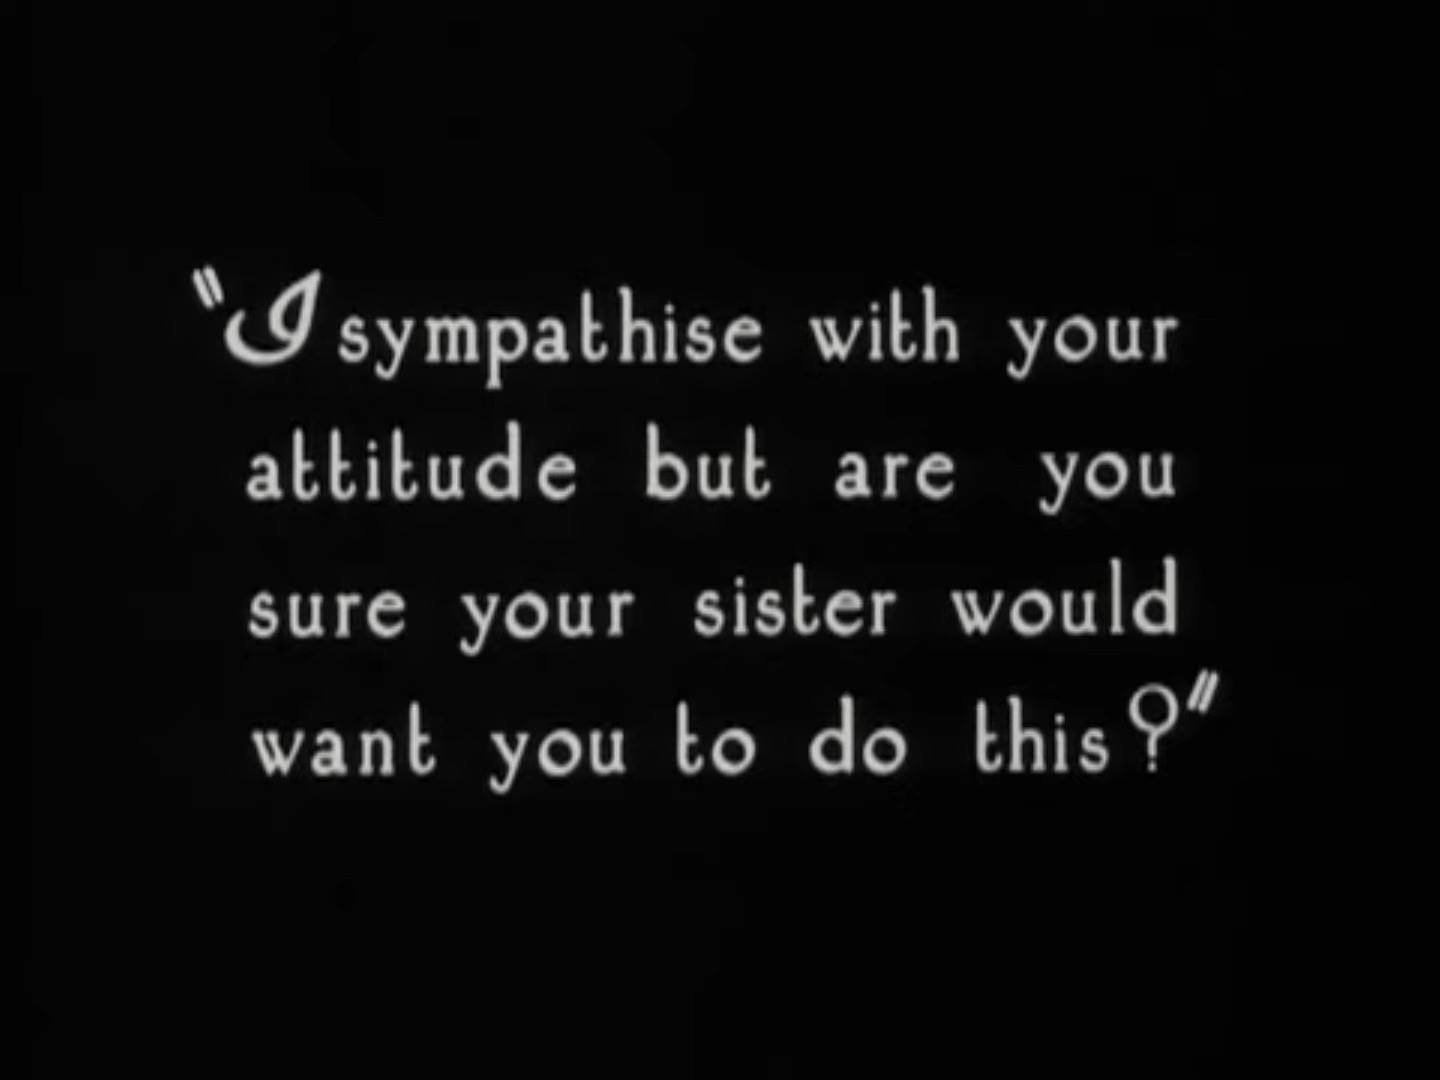 "I sympathise with your
attitude but are you
sure your sister would
want you to do this?"